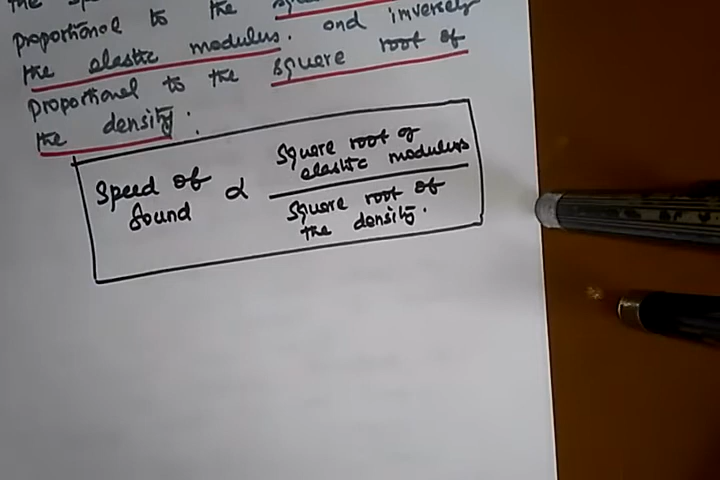 the
proportional to the
the elastic modulus. and inversely
proportional to the square root of
the density.
Speed of
Sound
∝
Square root of
elastic modulus
Square root of
the density.